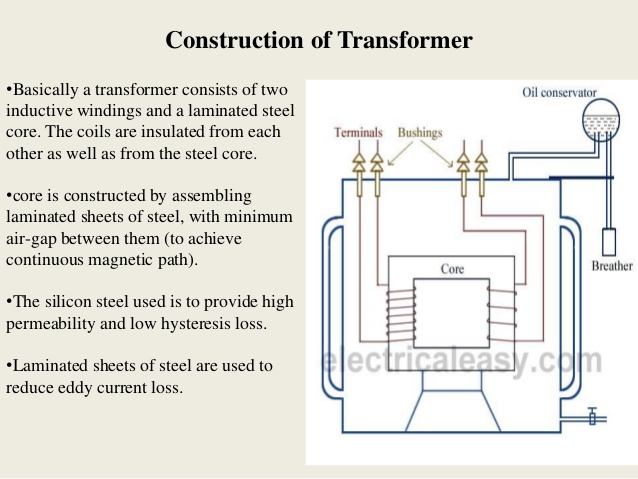 Construction of Transformer
•Basically a transformer consists of two
inductive windings and a laminated steel
core. The coils are insulated from each
other as well as from the steel core.
•core is constructed by assembling
laminated sheets of steel, with minimum
air-gap between them (to achieve
continuous magnetic path).
•The silicon steel used is to provide high
permeability and low hysteresis loss.
•Laminated sheets of steel are used to
reduce eddy current loss.
Oil conservator
Terminals
Bushings
Breather
Core
electricaleasy.com